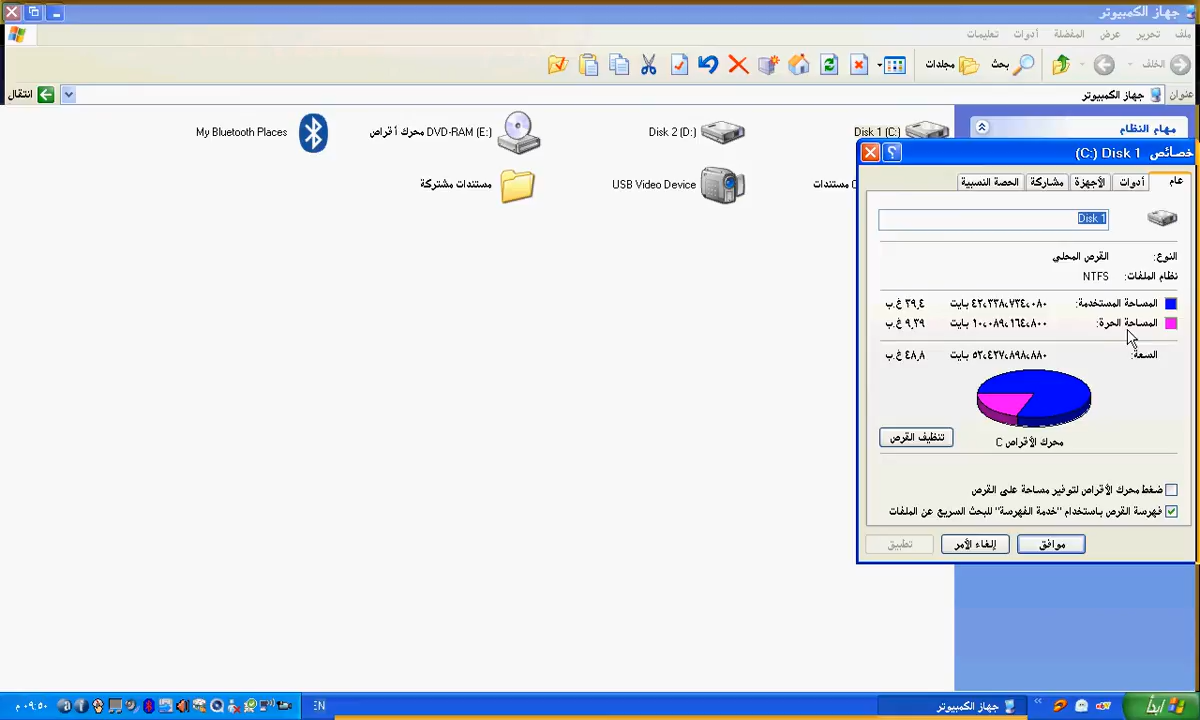 جهاز الكمبيوتر
ملف تحرير عرض المفضلة أدوات تعليمات
الخلف بحث مجلدات
عنوان جهاز الكمبيوتر انتقال
مهام النظام
Disk 1 (C:)
Disk 2 (D:)
محرك أقراص DVD-RAM (E:)
My Bluetooth Places
مستندات
USB Video Device
مستندات مشتركة
خصائص Disk 1 (C:)
عام أدوات الأجهزة مشاركة الحصة النسبية
Disk 1
النوع: القرص المحلي
نظام الملفات: NTFS
المساحة المستخدمة: ٤٢،٣٣٨،٧٣٤،٠٨٠ بايت ٣٩,٤ غ.ب
المساحة الحرة: ١٠،٠٨٩،١٦٤،٨٠٠ بايت ٩,٣٩ غ.ب
السعة: ٥٢،٤٢٧،٨٩٨،٨٨٠ بايت ٤٨,٨ غ.ب
محرك الأقراص C
تنظيف القرص
ضغط محرك الأقراص لتوفير مساحة على القرص
فهرسة القرص باستخدام "خدمة الفهرسة" للبحث السريع عن الملفات
موافق إلغاء الأمر تطبيق
ابدأ
جهاز الكمبيوتر
EN
٠٩:٥٠ م